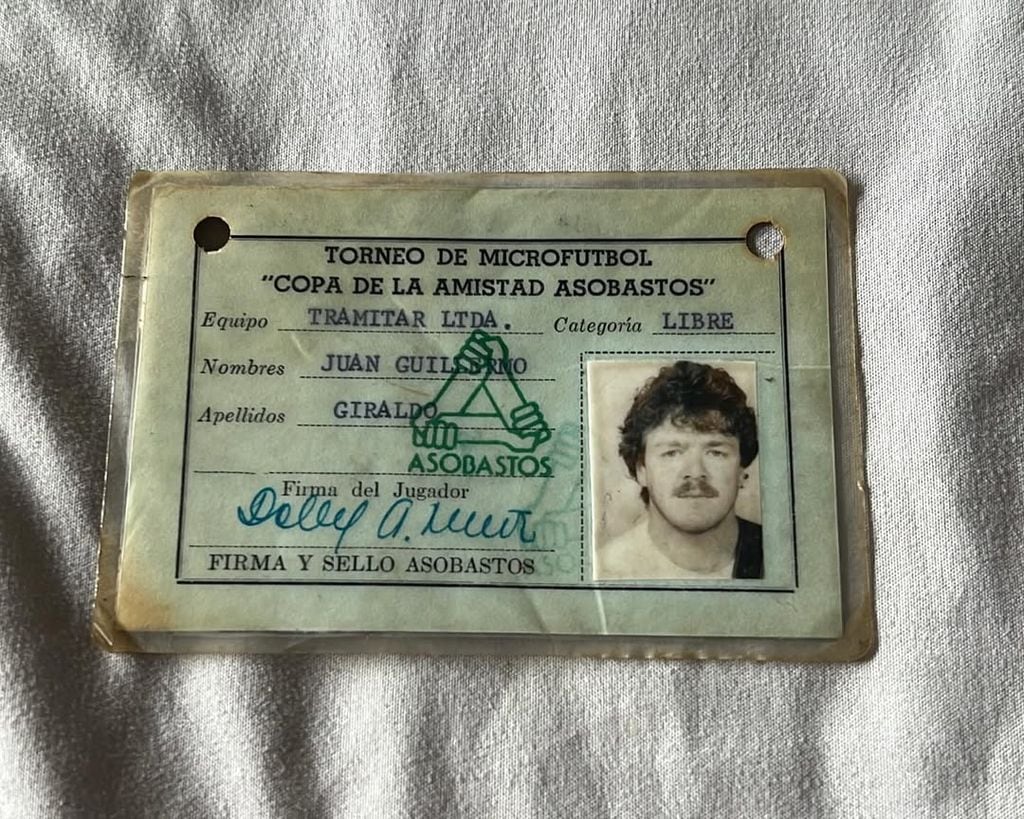 TORNEO DE MICROFUTBOL
"COPA DE LA AMISTAD ASOBASTOS"
Equipo TRAMITAR LTDA. Categoría LIBRE
Nombres JUAN GUILLERMO
Apellidos GIRALDO
ASOBASTOS
Firma del Jugador
Dolly A.
FIRMA Y SELLO ASOBASTOS